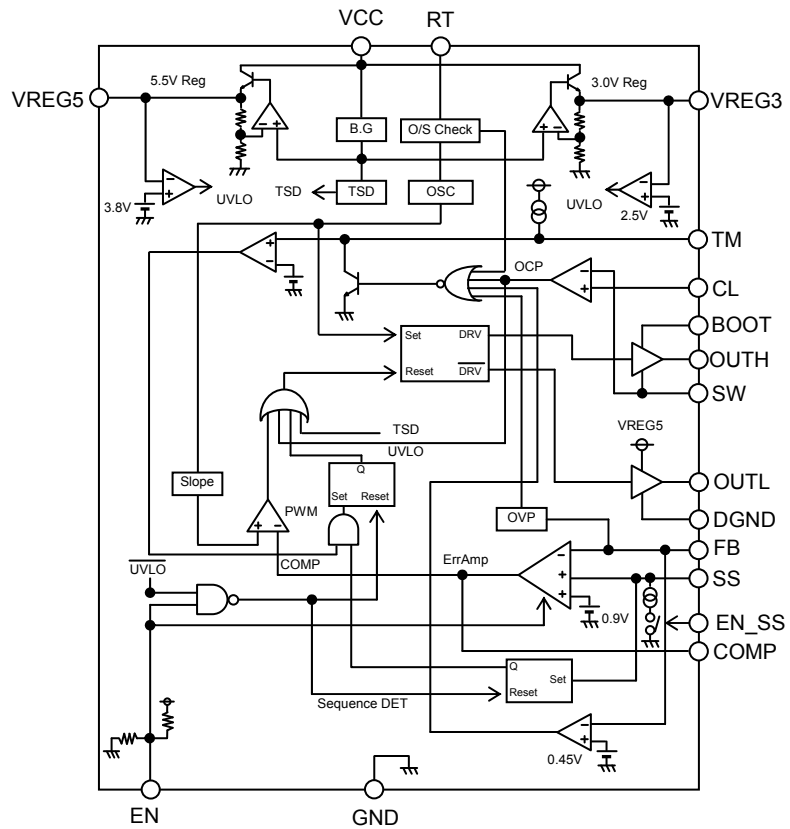 VCC RT
5.5V Reg 3.0V Reg
VREG5 VREG3
B.G O/S Check
TSD TSD OSC
UVLO UVLO
3.8V 2.5V
TM
OCP
CL
BOOT
Set DRV
OUTH
Reset DRV
SW
TSD VREG5
UVLO
Q
Slope Set Reset OUTL
PWM OVP
DGND
COMP ErrAmp FB
UVLO
SS
0.9V
EN_SS
COMP
Q
Set
Reset
Sequence DET
0.45V
EN GND